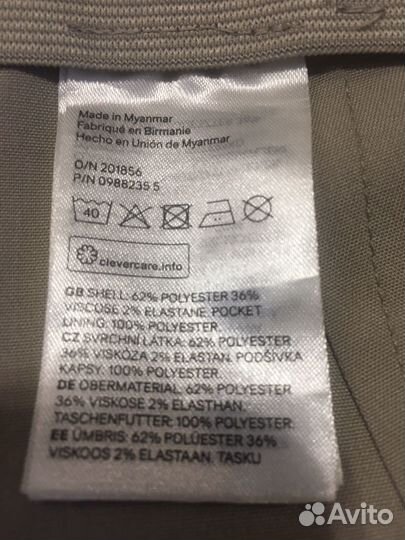 Made in Myanmar
Fabriqué en Birmanie
Hecho en Unión de Myanmar
O/N 201856
P/N 0988235 5
40
clevercare.info
GB SHELL: 62% POLYESTER 36%
VISCOSE 2% ELASTANE POCKET
LINING: 100% POLYESTER.
CZ SVRCHNÍ LÁTKA: 62% POLYESTER
36% VISKÓZA 2% ELASTAN. PODŠÍVKA
KAPSY: 100% POLYESTER.
DE OBERMATERIAL: 62% POLYESTER
36% VISKOSE 2% ELASTHAN.
TASCHENFUTTER: 100% POLYESTER.
EE ÜMBRIS: 62% POLÜESTER 36%
VISKOOS 2% ELASTAAN. TASKU
Avito